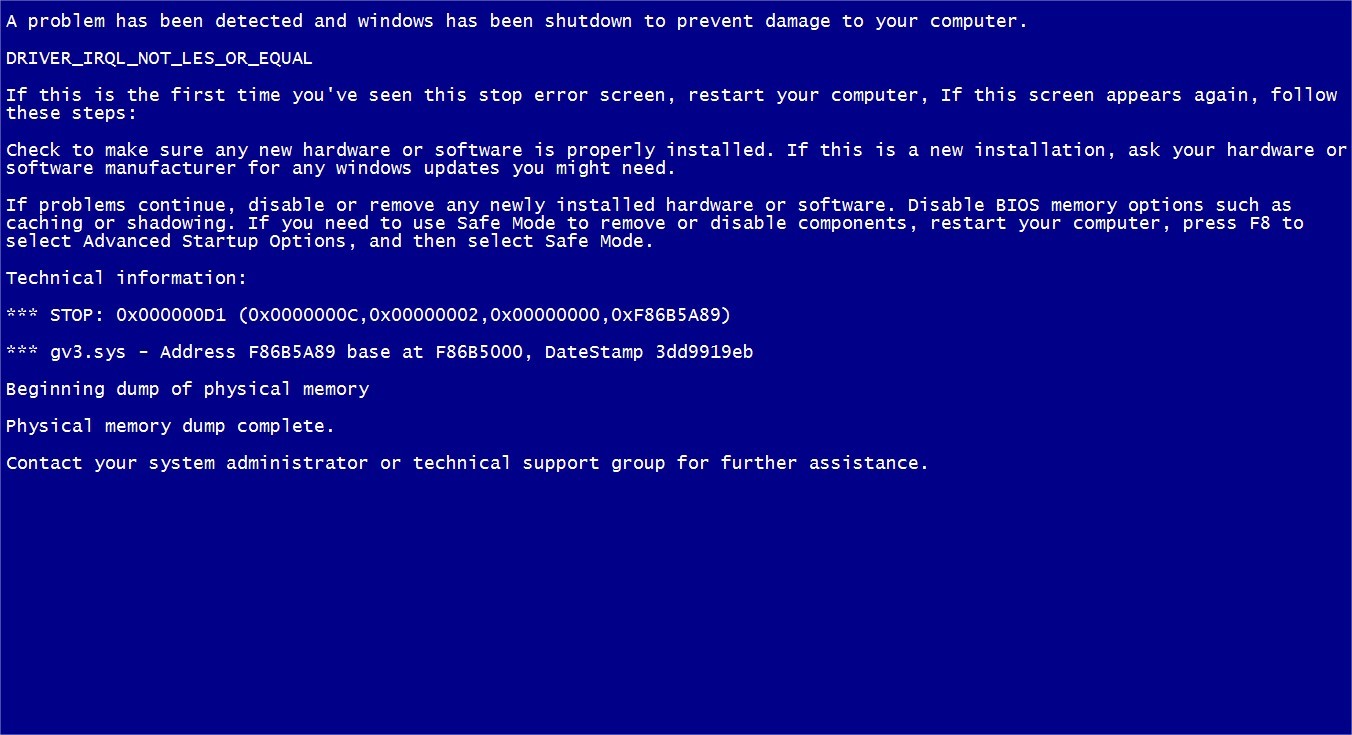 A problem has been detected and windows has been shutdown to prevent damage to your computer.
DRIVER_IRQL_NOT_LES_OR_EQUAL
If this is the first time you've seen this stop error screen, restart your computer, If this screen appears again, follow
these steps:
Check to make sure any new hardware or software is properly installed. If this is a new installation, ask your hardware or
software manufacturer for any windows updates you might need.
If problems continue, disable or remove any newly installed hardware or software. Disable BIOS memory options such as
caching or shadowing. If you need to use Safe Mode to remove or disable components, restart your computer, press F8 to
select Advanced Startup Options, and then select Safe Mode.
Technical information:
*** STOP: 0x000000D1 (0x0000000C,0x00000002,0x00000000,0xF86B5A89)
*** gv3.sys - Address F86B5A89 base at F86B5000, DateStamp 3dd9919eb
Beginning dump of physical memory
Physical memory dump complete.
Contact your system administrator or technical support group for further assistance.